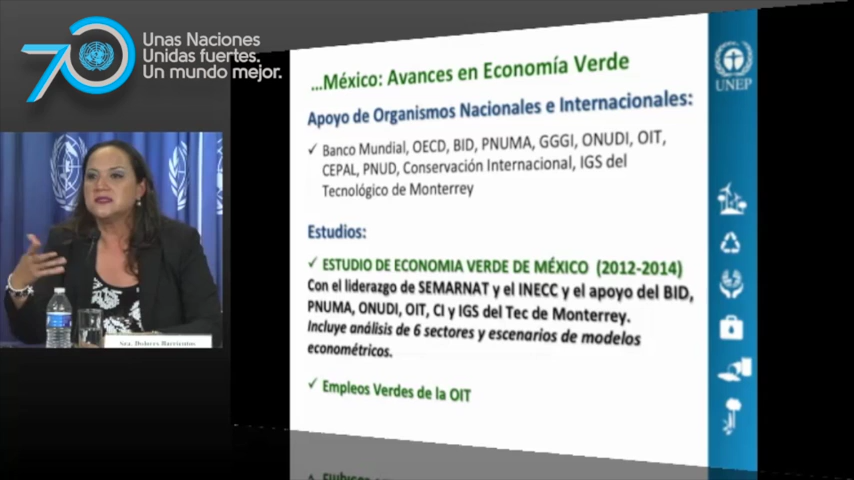 70
Unas Naciones
Unidas fuertes.
Un mundo mejor.
Sra. Dolores Barrientos
...México: Avances en Economía Verde
Apoyo de Organismos Nacionales e Internacionales:
✓ Banco Mundial, OECD, BID, PNUMA, GGGI, ONUDI, OIT,
CEPAL, PNUD, Conservación Internacional, IGS del
Tecnológico de Monterrey
Estudios:
✓ ESTUDIO DE ECONOMIA VERDE DE MÉXICO (2012-2014)
Con el liderazgo de SEMARNAT y el INECC y el apoyo del BID,
PNUMA, ONUDI, OIT, CI y IGS del Tec de Monterrey.
Incluye análisis de 6 sectores y escenarios de modelos
econométricos.
✓ Empleos Verdes de la OIT
UNEP